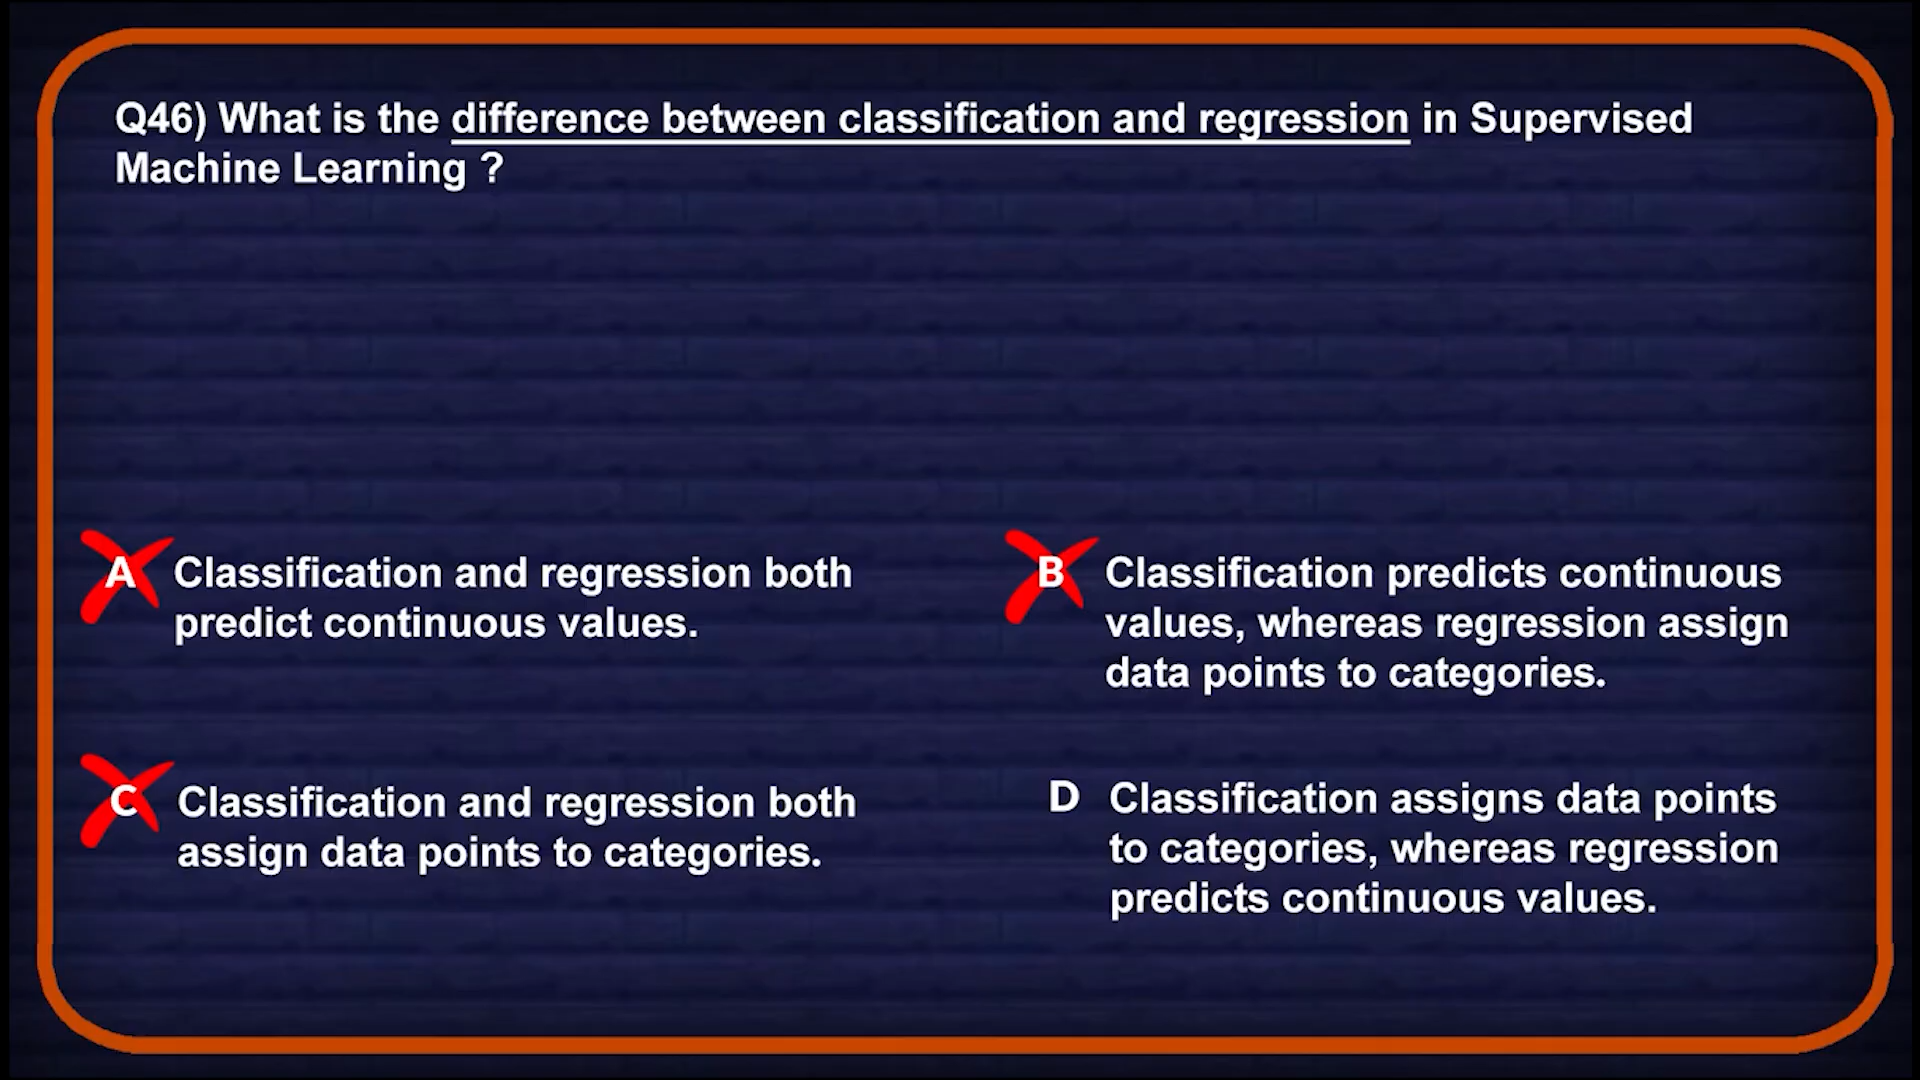 Q46) What is the difference between classification and regression in Supervised
Machine Learning ?
A Classification and regression both
predict continuous values.
B Classification predicts continuous
values, whereas regression assign
data points to categories.
C Classification and regression both
assign data points to categories.
D Classification assigns data points
to categories, whereas regression
predicts continuous values.